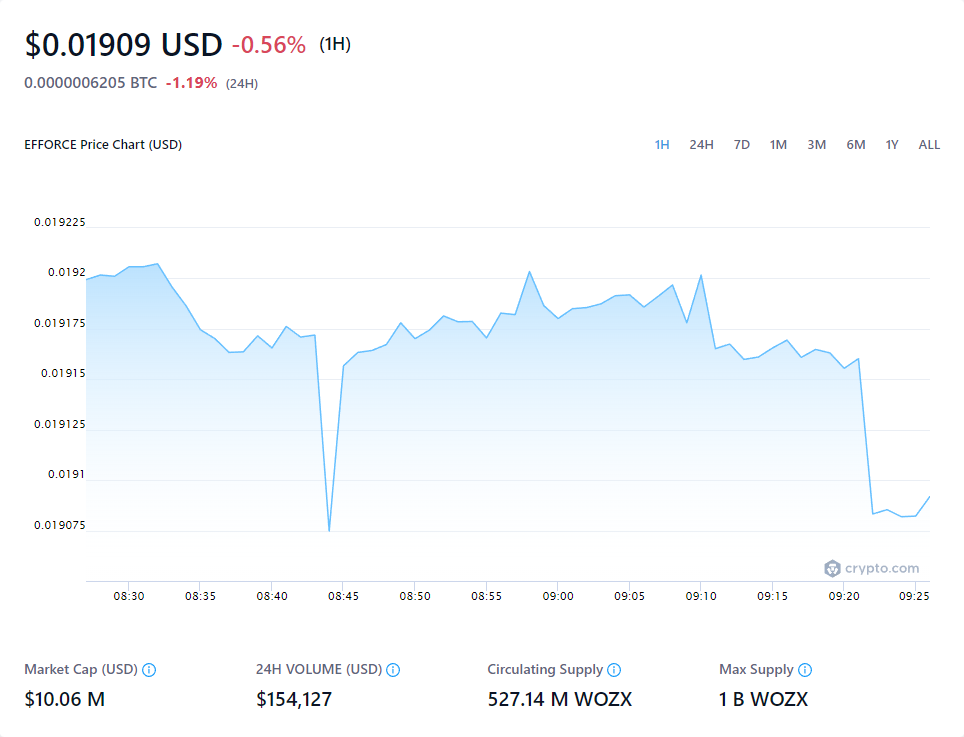 $0.01909 USD -0.56% (1H)
0.0000006205 BTC -1.19% (24H)
EFFORCE Price Chart (USD) 1H 24H 7D 1M 3M 6M 1Y ALL
0.019225
0.0192
0.019175
0.01915
0.019125
0.0191
0.019075
crypto.com
08:30 08:35 08:40 08:45 08:50 08:55 09:00 09:05 09:10 09:15 09:20 09:25
Market Cap (USD) 24H VOLUME (USD) Circulating Supply Max Supply
$10.06 M $154,127 527.14 M WOZX 1 B WOZX